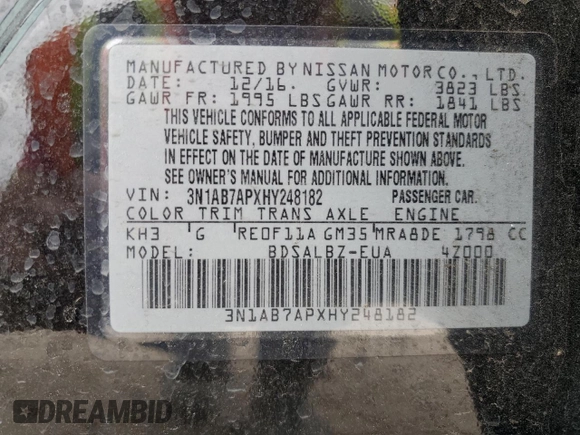 MANUFACTURED BY NISSAN MOTOR CO., LTD.
DATE: 12/16. GVWR: 3823 LBS
GAWR FR: 1995 LBS GAWR RR: 1841 LBS
THIS VEHICLE CONFORMS TO ALL APPLICABLE FEDERAL MOTOR
VEHICLE SAFETY, BUMPER AND THEFT PREVENTION STANDARDS
IN EFFECT ON THE DATE OF MANUFACTURE SHOWN ABOVE.
SEE OWNER'S MANUAL FOR ADDITIONAL INFORMATION.
VIN: 3N1AB7APXHY248182 PASSENGER CAR.
COLOR TRIM TRANS AXLE ENGINE
KH3 G RE0F11A GM35 MRA8DE 1798 CC
MODEL: BDSALBZ-EUA 4Z000
3N1AB7APXHY248182
DREAMBID